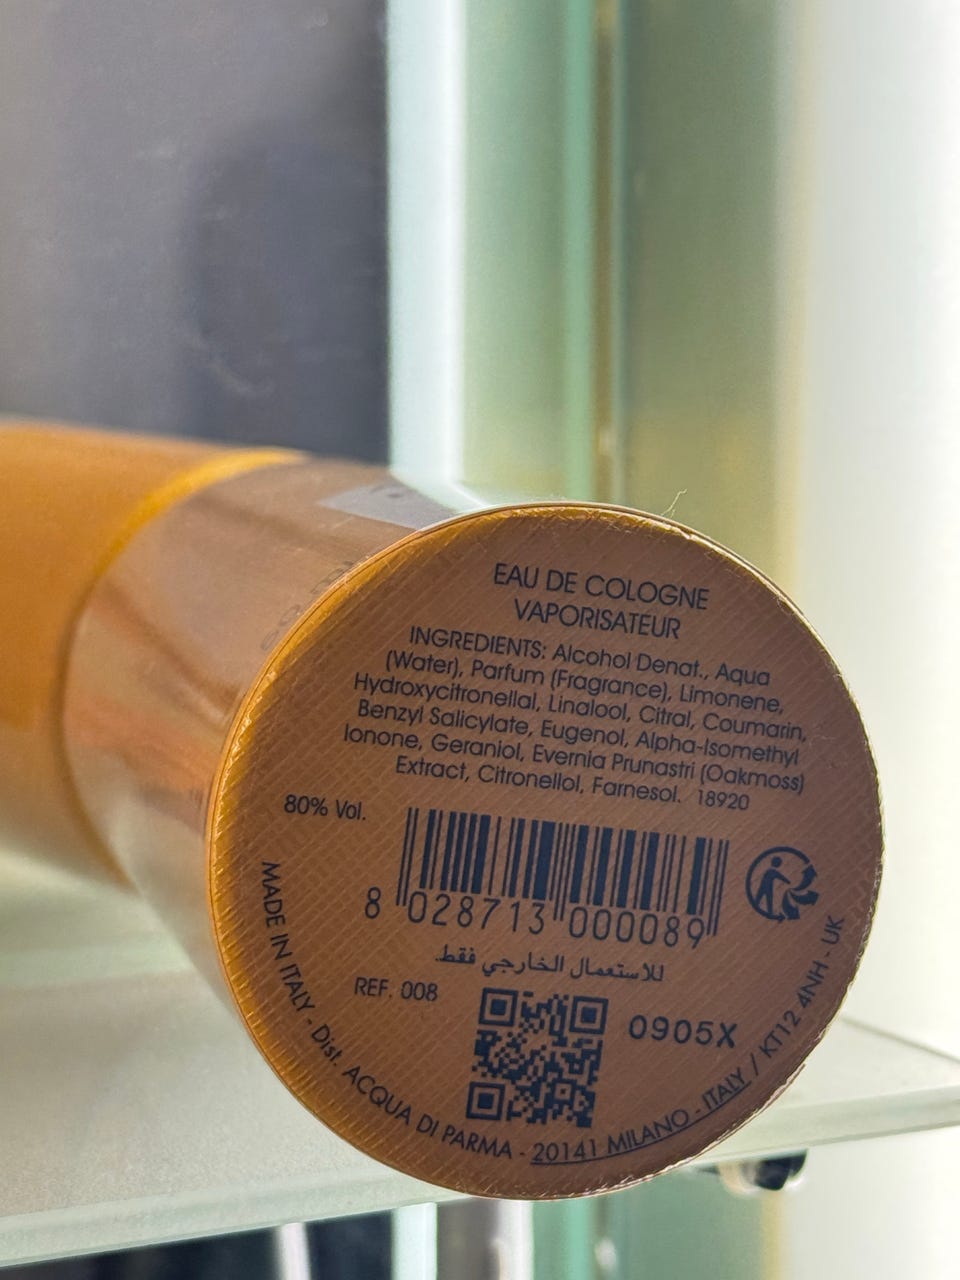 EAU DE COLOGNE
VAPORISATEUR
INGREDIENTS: Alcohol Denat., Aqua
(Water), Parfum (Fragrance), Limonene,
Hydroxycitronellal, Linalool, Citral, Coumarin,
Benzyl Salicylate, Eugenol, Alpha-Isomethyl
Ionone, Geraniol, Evernia Prunastri (Oakmoss)
Extract, Citronellol, Farnesol. 18920
80% Vol.
8 028713 000089
للاستعمال الخارجي فقط.
REF. 008
0905X
MADE IN ITALY - Dist. ACQUA DI PARMA - 20141 MILANO - ITALY / KT12 4NH - UK